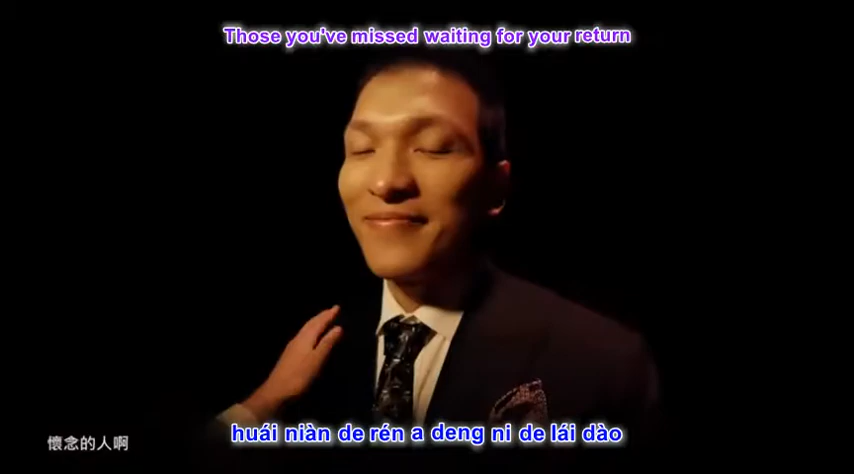 Those you've missed waiting for your return
懷念的人啊
huái niàn de rén a deng ni de lái dào